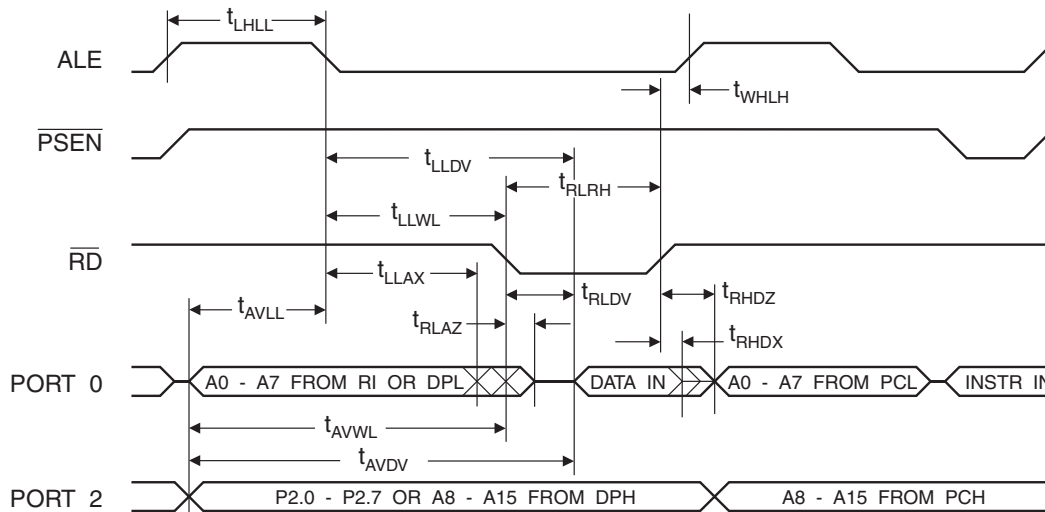 tLHLL
ALE
tWHLH
PSEN
tLLDV
tRLRH
tLLWL
RD
tLLAX
tRLDV
tRHDZ
tAVLL
tRLAZ
tRHDX
PORT 0
A0 - A7 FROM RI OR DPL
DATA IN
A0 - A7 FROM PCL
INSTR IN
tAVWL
tAVDV
PORT 2
P2.0 - P2.7 OR A8 - A15 FROM DPH
A8 - A15 FROM PCH